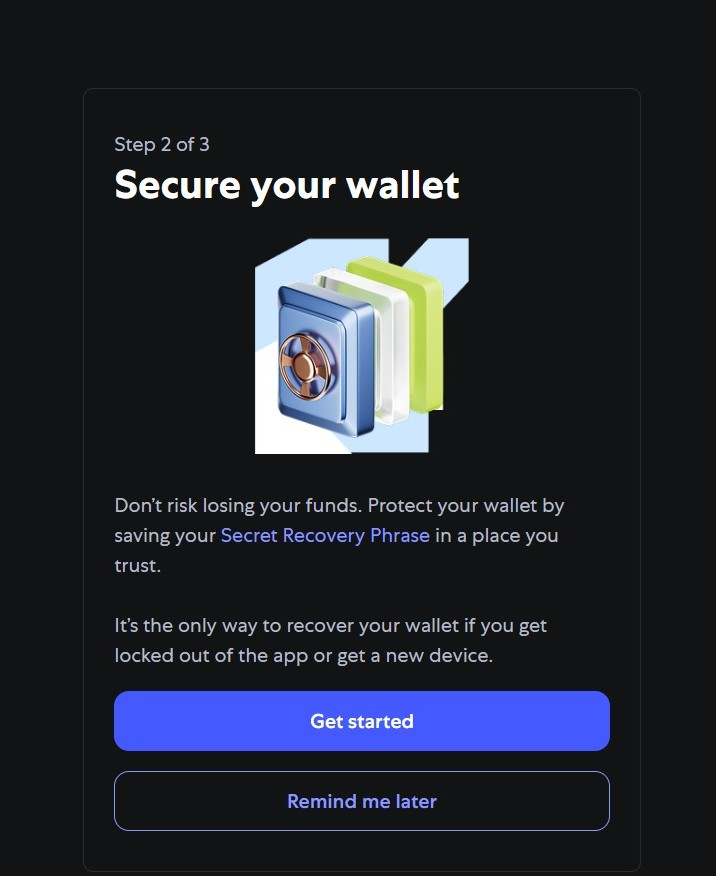 Step 2 of 3
Secure your wallet
Don’t risk losing your funds. Protect your wallet by
saving your Secret Recovery Phrase in a place you
trust.
It’s the only way to recover your wallet if you get
locked out of the app or get a new device.
Get started
Remind me later